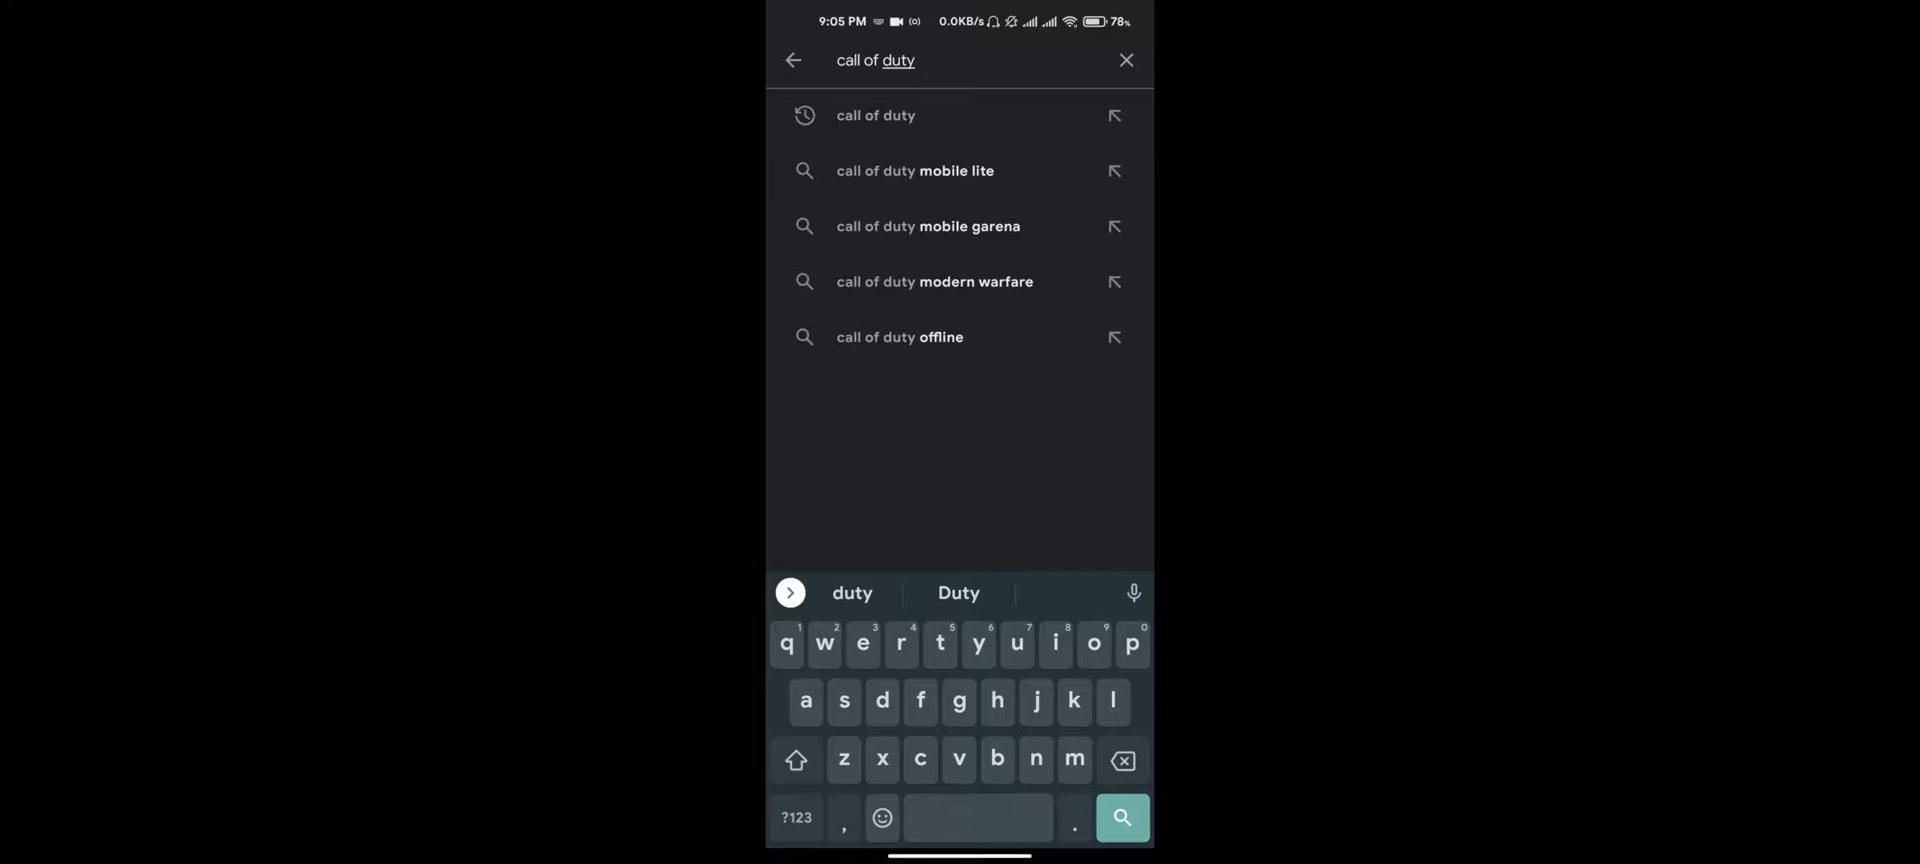 9:05 PM 0.0KB/s 78%
call of duty
call of duty
call of duty mobile lite
call of duty mobile garena
call of duty modern warfare
call of duty offline
duty Duty
1 2 3 4 5 6 7 8 9 0
q w e r t y u i o p
a s d f g h j k l
z x c v b n m
?123 , .